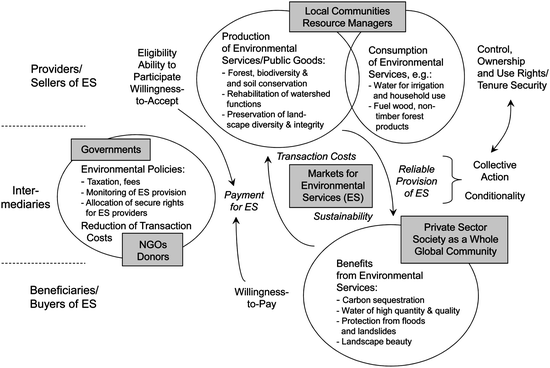 Local Communities
Resource Managers
Production
of Environmental
Services/Public Goods:
- Forest, biodiversity &
and soil conservation
- Rehabilitation of watershed
functions
- Preservation of land-
scape diversity & integrity
Consumption
of Environmental
Services, e.g.:
- Water for irrigation
and household use
- Fuel wood, non-
timber forest
products
Eligibility
Ability to
Participate
Willingness-
to-Accept
Control,
Ownership
and Use Rights/
Tenure Security
Providers/
Sellers of ES
Governments
Environmental Policies:
- Taxation, fees
- Monitoring of ES provision
- Allocation of secure rights
for ES providers
Reduction of Transaction
Costs
NGOs
Donors
Inter-
mediaries
Payment
for ES
Transaction Costs
Markets for
Environmental
Services (ES)
Sustainability
Reliable
Provision
of ES
Collective
Action
Conditionality
Private Sector
Society as a Whole
Global Community
Beneficiaries/
Buyers of ES
Willingness-
to-Pay
Benefits
from Environmental
Services:
- Carbon sequestration
- Water of high quantity & quality
- Protection from floods
and landslides
- Landscape beauty